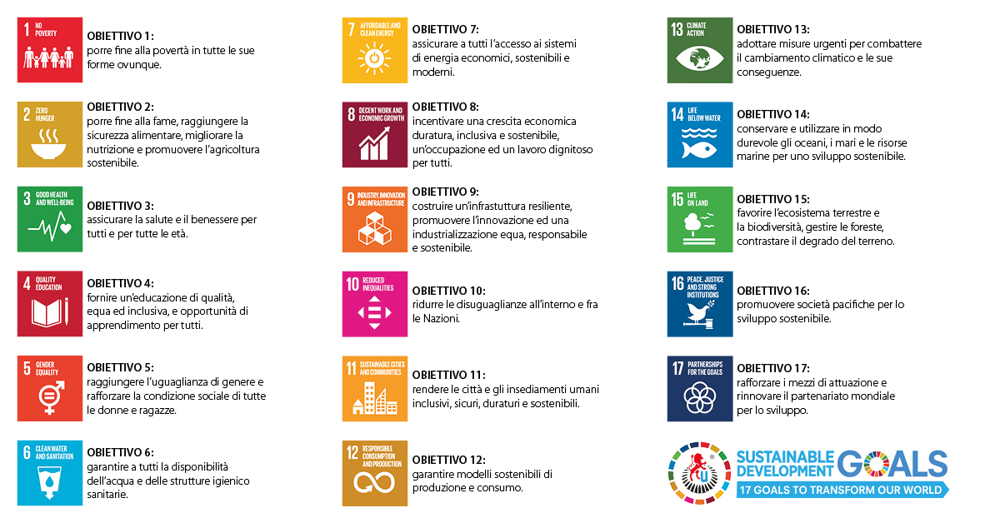 1 NO
POVERTY
OBIETTIVO 1:
porre fine alla povertà in tutte le sue
forme ovunque.
2 ZERO
HUNGER
OBIETTIVO 2:
porre fine alla fame, raggiungere la
sicurezza alimentare, migliorare la
nutrizione e promuovere l'agricoltura
sostenibile.
3 GOOD HEALTH
AND WELL-BEING
OBIETTIVO 3:
assicurare la salute e il benessere per
tutti e per tutte le età.
4 QUALITY
EDUCATION
OBIETTIVO 4:
fornire un'educazione di qualità,
equa ed inclusiva, e opportunità di
apprendimento per tutti.
5 GENDER
EQUALITY
OBIETTIVO 5:
raggiungere l'uguaglianza di genere e
rafforzare la condizione sociale di tutte
le donne e ragazze.
6 CLEAN WATER
AND SANITATION
OBIETTIVO 6:
garantire a tutti la disponibilità
dell'acqua e delle strutture igienico
sanitarie.
7 AFFORDABLE AND
CLEAN ENERGY
OBIETTIVO 7:
assicurare a tutti l'accesso ai sistemi
di energia economici, sostenibili e
moderni.
8 DECENT WORK AND
ECONOMIC GROWTH
OBIETTIVO 8:
incentivare una crescita economica
duratura, inclusiva e sostenibile,
un'occupazione ed un lavoro dignitoso
per tutti.
9 INDUSTRY, INNOVATION
AND INFRASTRUCTURE
OBIETTIVO 9:
costruire un'infrastuttura resiliente,
promuovere l'innovazione ed una
industrializzazione equa, responsabile
e sostenibile.
10 REDUCED
INEQUALITIES
OBIETTIVO 10:
ridurre le disuguaglianze all'interno e fra
le Nazioni.
11 SUSTAINABLE CITIES
AND COMMUNITIES
OBIETTIVO 11:
rendere le città e gli insediamenti umani
inclusivi, sicuri, duraturi e sostenibili.
12 RESPONSIBLE
CONSUMPTION
AND PRODUCTION
OBIETTIVO 12:
garantire modelli sostenibili di
produzione e consumo.
13 CLIMATE
ACTION
OBIETTIVO 13:
adottare misure urgenti per combattere
il cambiamento climatico e le sue
conseguenze.
14 LIFE
BELOW WATER
OBIETTIVO 14:
conservare e utilizzare in modo
durevole gli oceani, i mari e le risorse
marine per uno sviluppo sostenibile.
15 LIFE
ON LAND
OBIETTIVO 15:
favorire l'ecosistema terrestre e
la biodiversità, gestire le foreste,
contrastare il degrado del terreno.
16 PEACE, JUSTICE
AND STRONG
INSTITUTIONS
OBIETTIVO 16:
promuovere società pacifiche per lo
sviluppo sostenibile.
17 PARTNERSHIPS
FOR THE GOALS
OBIETTIVO 17:
rafforzare i mezzi di attuazione e
rinnovare il partenariato mondiale
per lo sviluppo.
U ®
SUSTAINABLE
DEVELOPMENT GOALS
17 GOALS TO TRANSFORM OUR WORLD